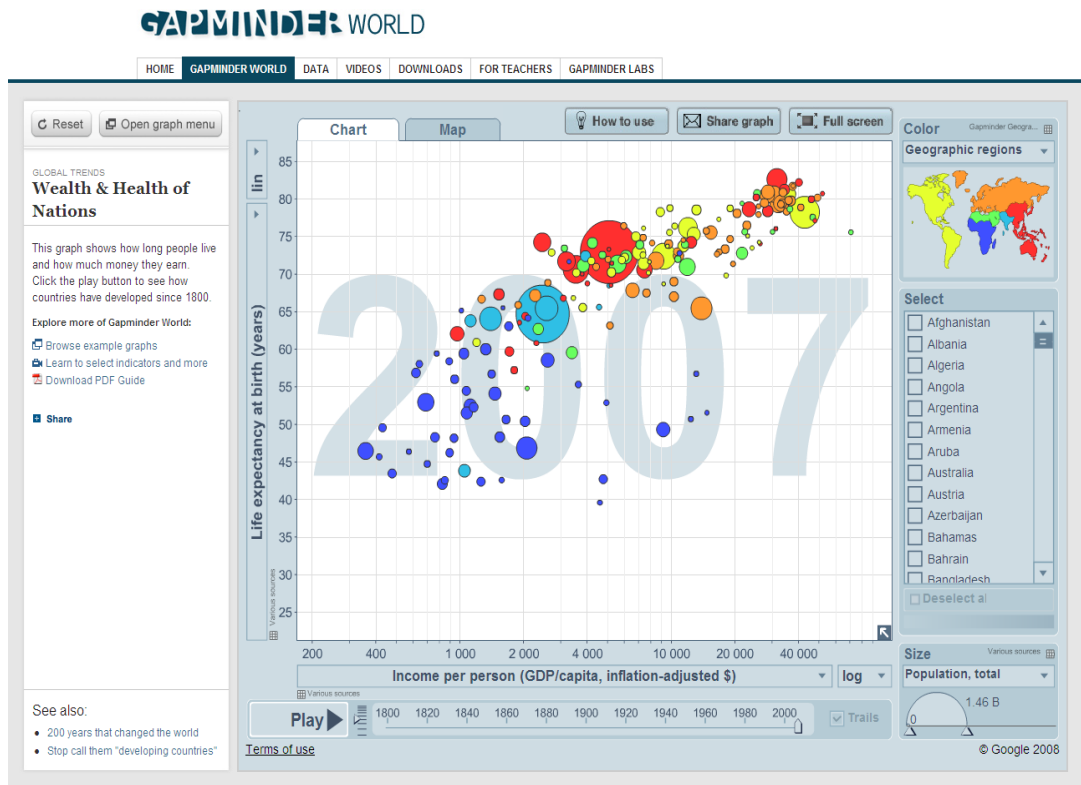 GAPMINDER WORLD
HOME GAPMINDER WORLD DATA VIDEOS DOWNLOADS FOR TEACHERS GAPMINDER LABS
Reset Open graph menu
GLOBAL TRENDS
Wealth & Health of
Nations
This graph shows how long people live
and how much money they earn.
Click the play button to see how
countries have developed since 1800.
Explore more of Gapminder World:
Browse example graphs
Learn to select indicators and more
Download PDF Guide
Share
See also:
200 years that changed the world
Stop call them "developing countries"
Chart Map
How to use Share graph Full screen
lin
Life expectancy at birth (years)
Various sources
85
80
75
70
65
60
55
50
45
40
35
30
25
2007
200 400 1 000 2 000 4 000 10 000 20 000 40 000
Income per person (GDP/capita, inflation-adjusted $) log
Various sources
Play 1800 1820 1840 1860 1880 1900 1920 1940 1960 1980 2000 Trails
Terms of use
Color Gapminder Geogra...
Geographic regions
Select
Afghanistan
Albania
Algeria
Angola
Argentina
Armenia
Aruba
Australia
Austria
Azerbaijan
Bahamas
Bahrain
Bangladesh
Deselect al
Size Various sources
Population, total
1.46 B
0
© Google 2008